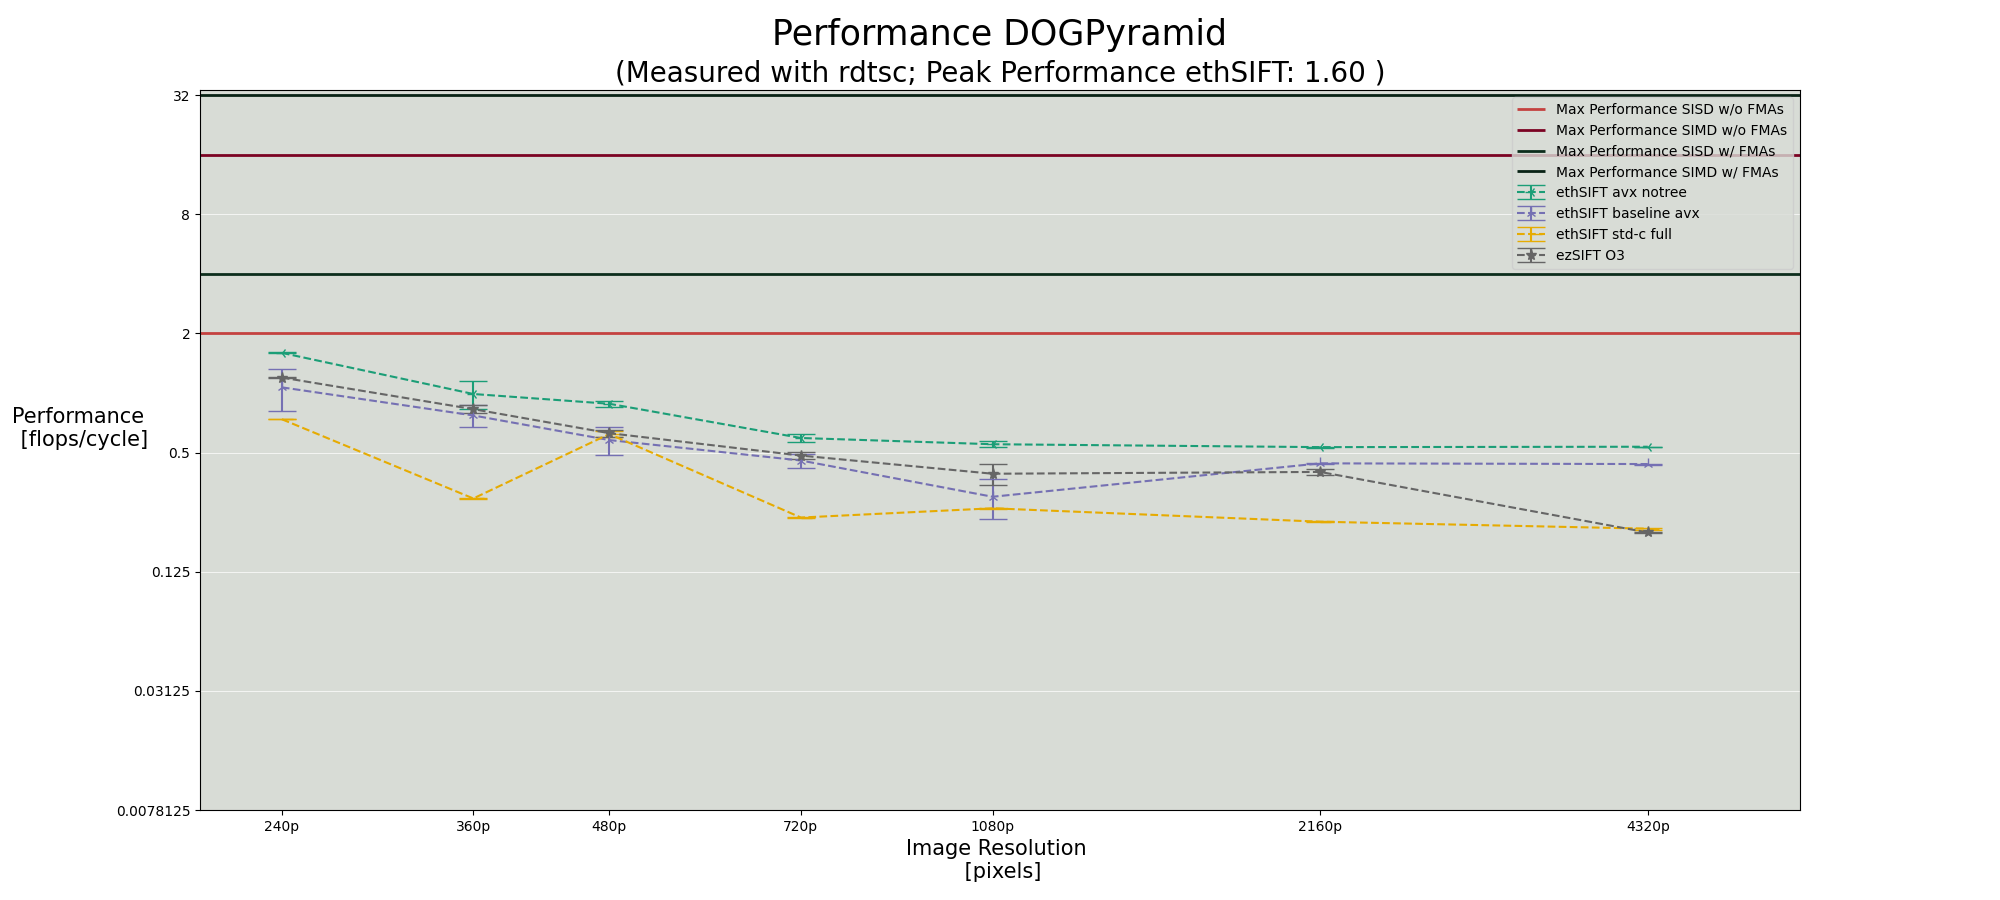 Performance DOGPyramid
(Measured with rdtsc; Peak Performance ethSIFT: 1.60 )
32
8
2
0.5
0.125
0.03125
0.0078125
Performance
[flops/cycle]
Max Performance SISD w/o FMAs
Max Performance SIMD w/o FMAs
Max Performance SISD w/ FMAs
Max Performance SIMD w/ FMAs
ethSIFT avx notree
ethSIFT baseline avx
ethSIFT std-c full
ezSIFT O3
240p 360p 480p 720p 1080p 2160p 4320p
Image Resolution
[pixels]